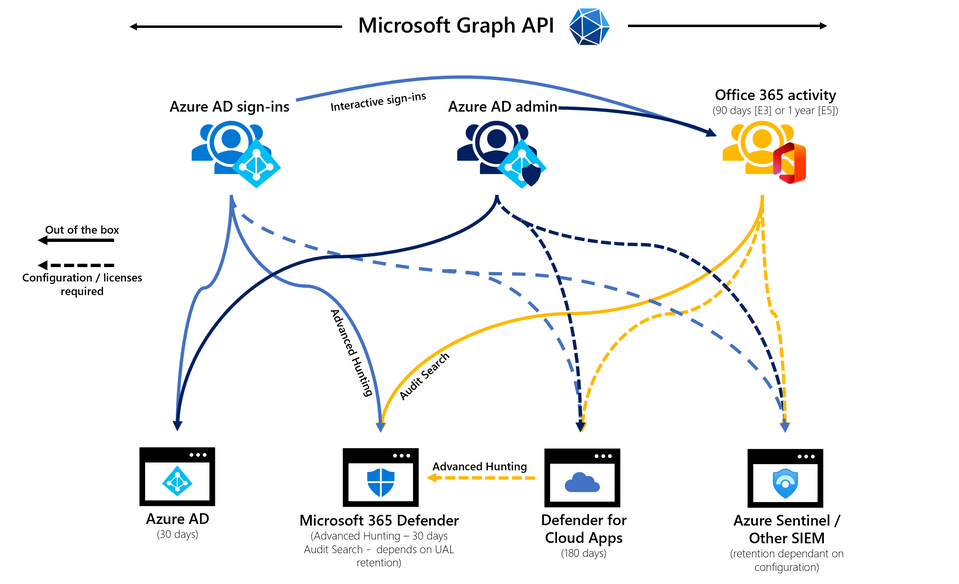 Microsoft Graph API
Azure AD sign-ins
Interactive sign-ins
Azure AD admin
Office 365 activity
(90 days [E3] or 1 year [E5])
Out of the box
Configuration / licenses
required
Advanced Hunting
Audit Search
Advanced Hunting
Azure AD
(30 days)
Microsoft 365 Defender
(Advanced Hunting – 30 days
Audit Search - depends on UAL
retention)
Defender for
Cloud Apps
(180 days)
Azure Sentinel /
Other SIEM
(retention dependant on
configuration)